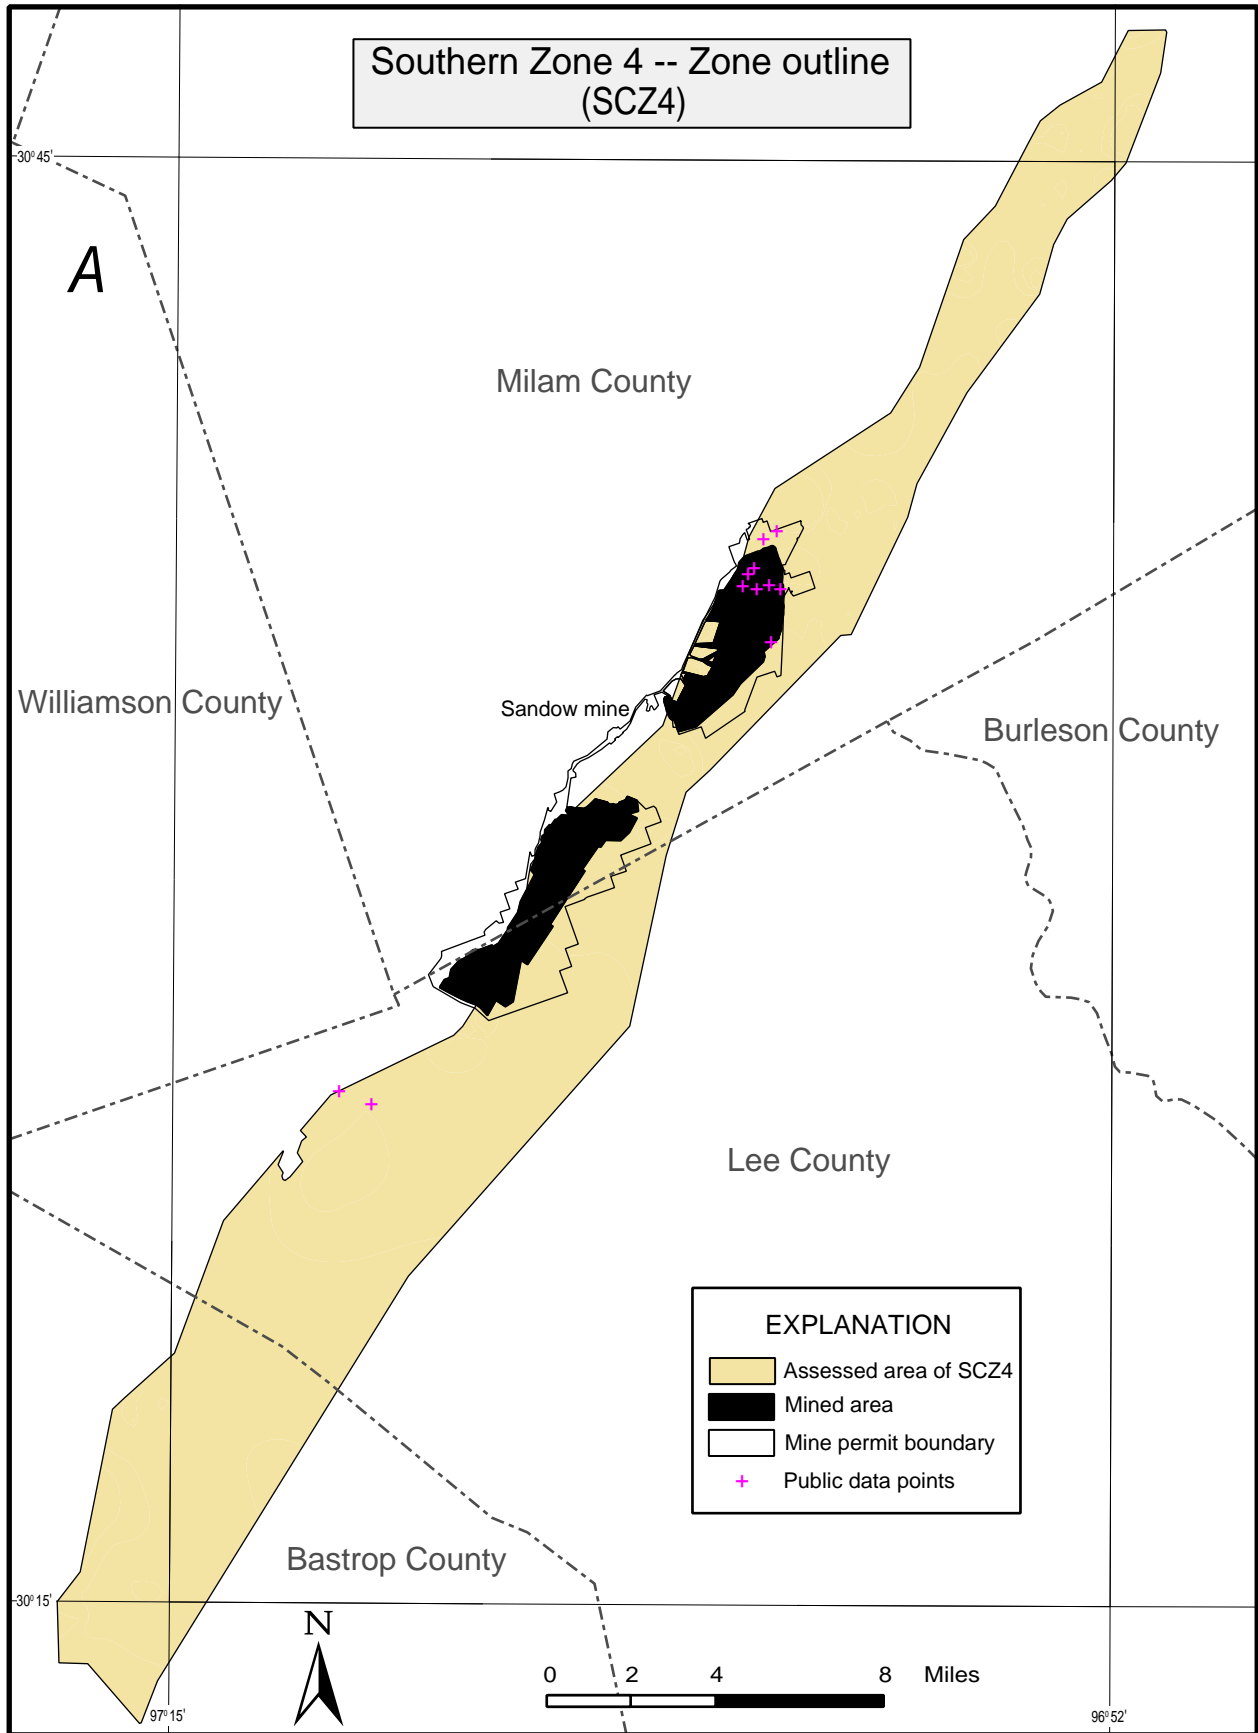 Southern Zone 4 -- Zone outline
(SCZ4)
30°45'
A
Milam County
Williamson County
Sandow mine
Burleson County
Lee County
EXPLANATION
Assessed area of SCZ4
Mined area
Mine permit boundary
Public data points
Bastrop County
30°15'
N
0 2 4 8 Miles
97°15'
96°52'